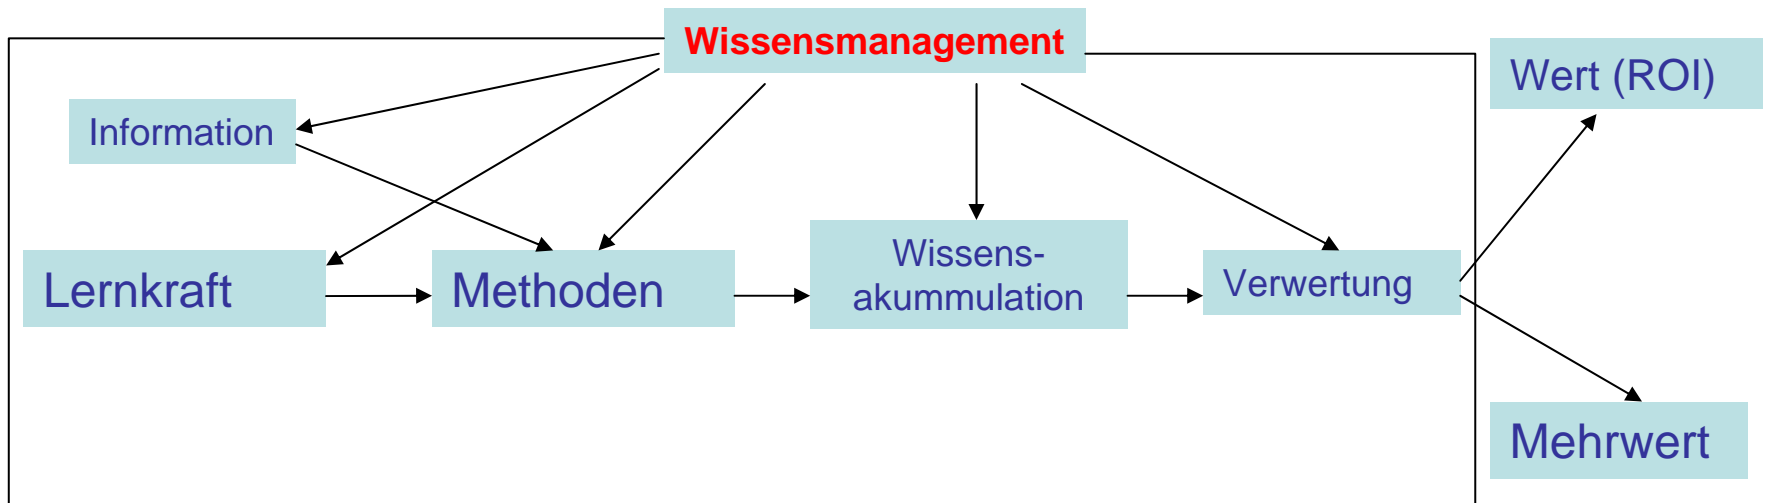 Wissensmanagement
Wert (ROI)
Information
Lernkraft
Methoden
Wissens-
akummulation
Verwertung
Mehrwert